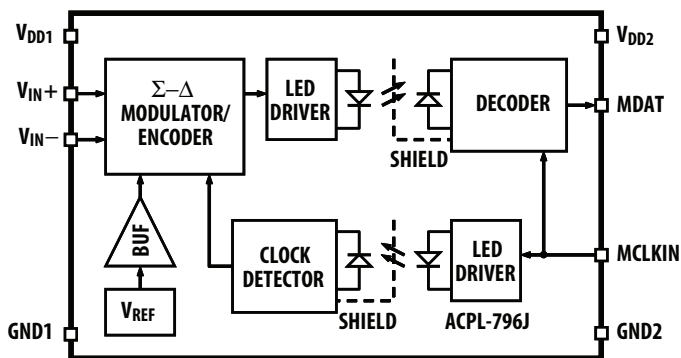 VDD1
VDD2
VIN+
VIN–
Σ–Δ
MODULATOR/
ENCODER
LED
DRIVER
SHIELD
DECODER
MDAT
BUF
VREF
CLOCK
DETECTOR
SHIELD
LED
DRIVER
ACPL-796J
MCLKIN
GND1
GND2